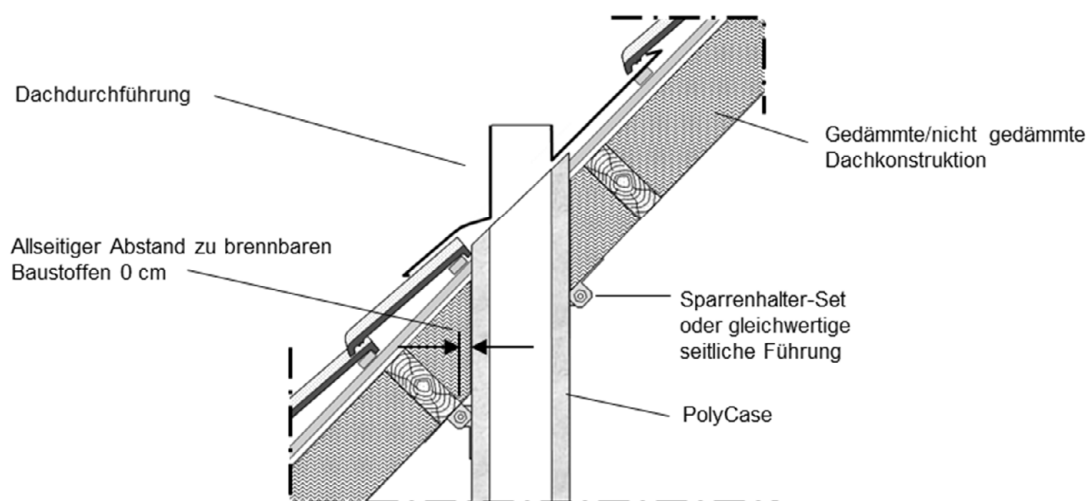 Dachdurchführung
Gedämmte/nicht gedämmte
Dachkonstruktion
Allseitiger Abstand zu brennbaren
Baustoffen 0 cm
Sparrenhalter-Set
oder gleichwertige
seitliche Führung
PolyCase